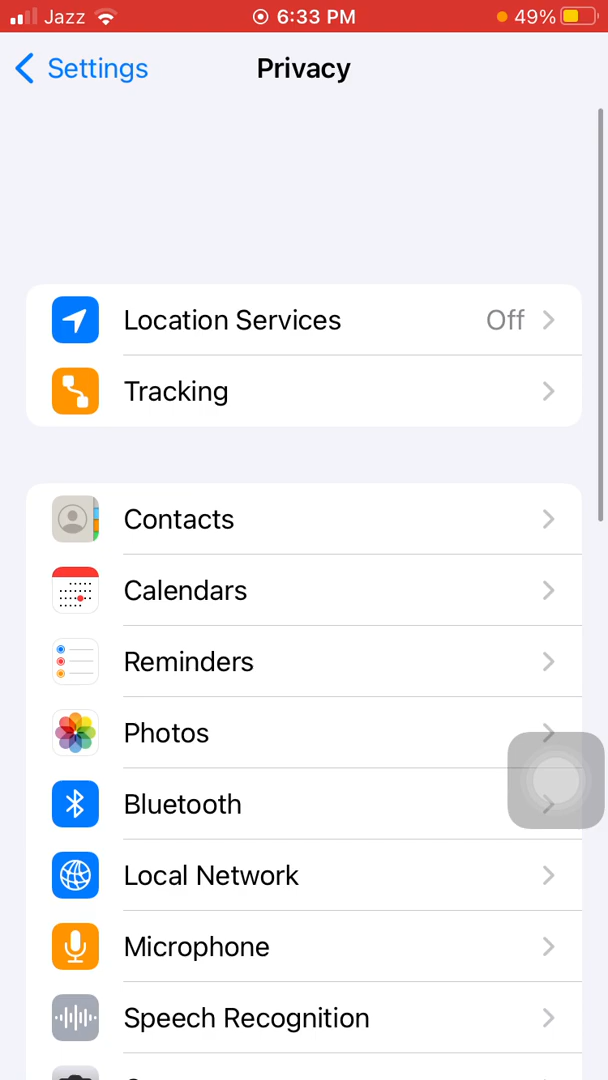 Jazz 6:33 PM 49%
Settings Privacy
Location Services Off
Tracking
Contacts
Calendars
Reminders
Photos
Bluetooth
Local Network
Microphone
Speech Recognition